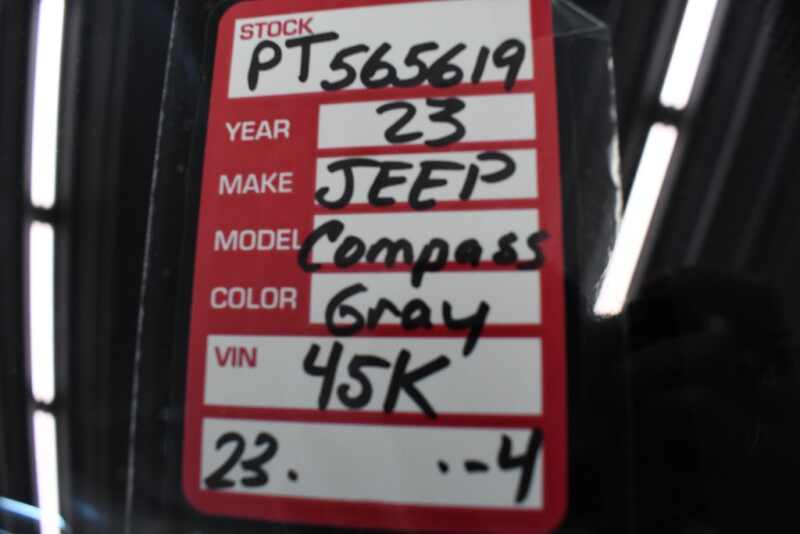 STOCK
PT565619
YEAR 23
MAKE JEEP
MODEL Compass
COLOR Gray
VIN 45K
23. .-4